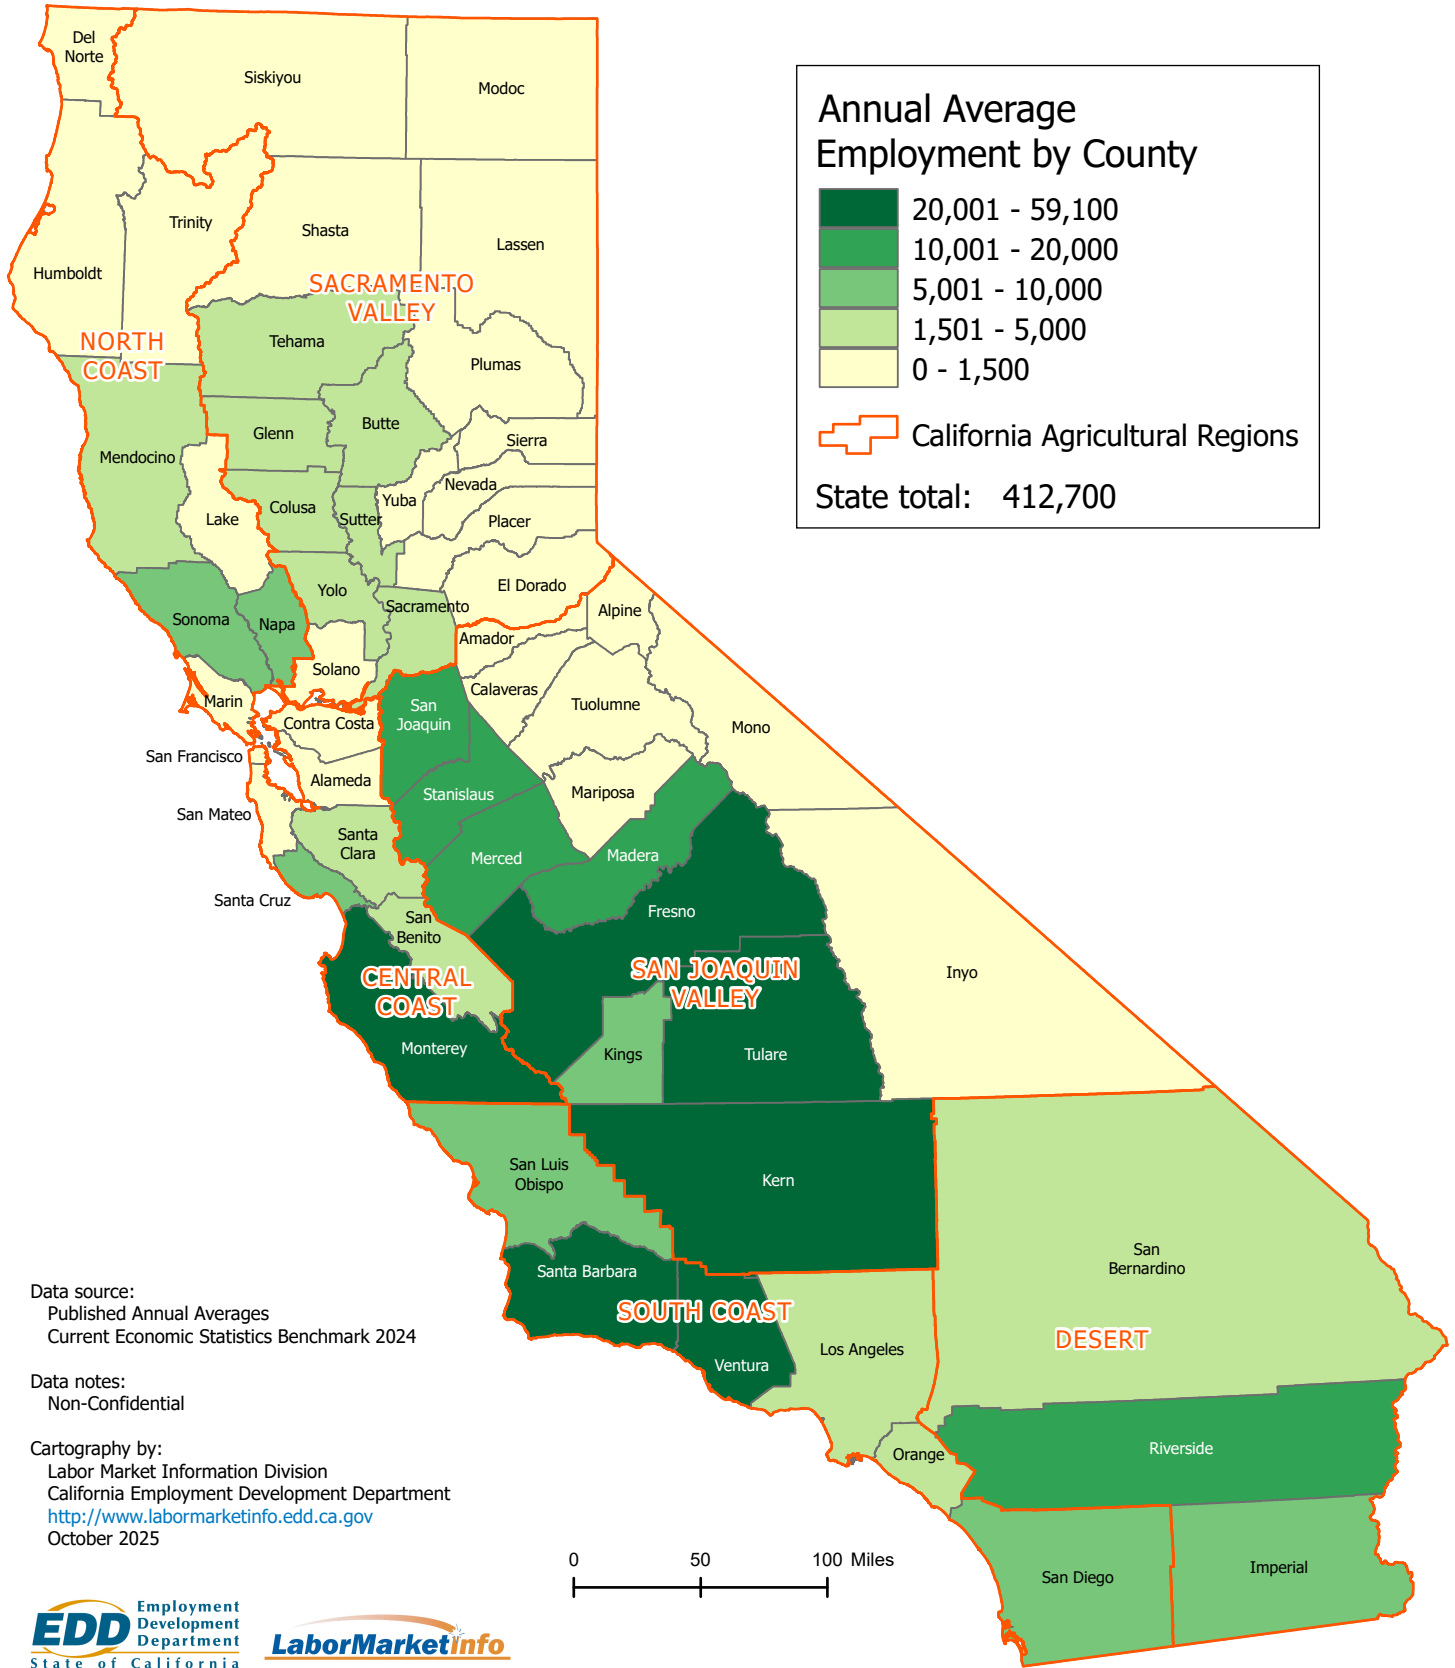 Del
Norte
Siskiyou
Modoc
Annual Average
Employment by County
20,001 - 59,100
10,001 - 20,000
5,001 - 10,000
1,501 - 5,000
0 - 1,500
California Agricultural Regions
State total: 412,700
Trinity
Shasta
Lassen
Humboldt
SACRAMENTO
VALLEY
NORTH
COAST
Tehama
Plumas
Glenn
Butte
Sierra
Mendocino
Nevada
Yuba
Colusa
Sutter
Lake
Placer
Yolo
El Dorado
Sacramento
Sonoma
Napa
Alpine
Amador
Solano
Calaveras
Marin
San
Joaquin
Tuolumne
Contra Costa
Mono
San Francisco
Alameda
Stanislaus
Mariposa
San Mateo
Santa
Clara
Merced
Madera
Santa Cruz
Fresno
San
Benito
CENTRAL
COAST
SAN JOAQUIN
VALLEY
Inyo
Monterey
Kings
Tulare
San Luis
Obispo
Kern
San
Bernardino
Santa Barbara
SOUTH COAST
DESERT
Los Angeles
Ventura
Orange
Riverside
San Diego
Imperial
Data source:
Published Annual Averages
Current Economic Statistics Benchmark 2024
Data notes:
Non-Confidential
Cartography by:
Labor Market Information Division
California Employment Development Department
http://www.labormarketinfo.edd.ca.gov
October 2025
0 50 100 Miles
EDD
Employment
Development
Department
State of California
LaborMarketInfo